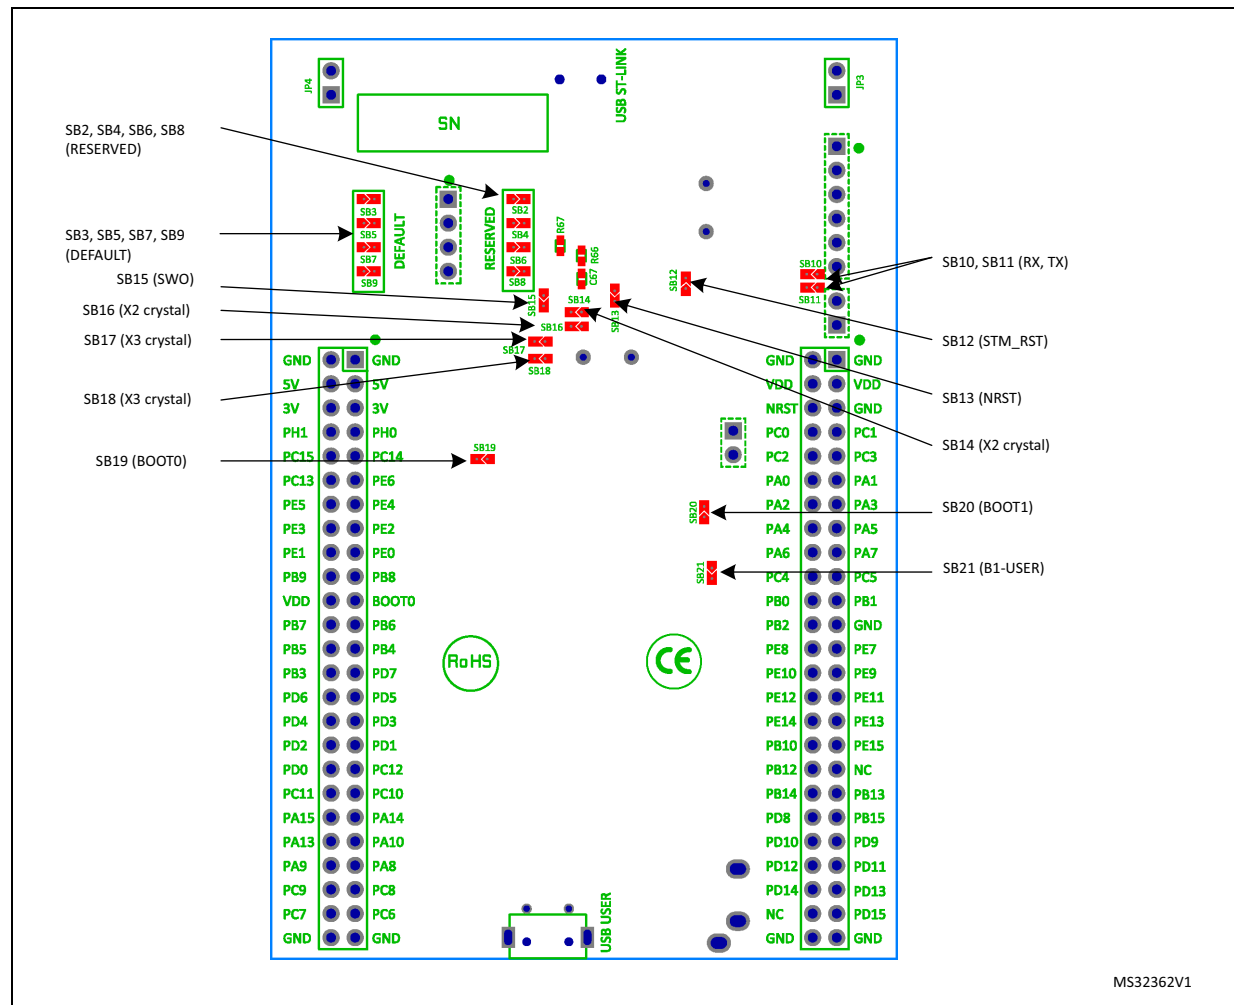 JP4
USB ST-LINK
JP3
SN
SB2, SB4, SB6, SB8
(RESERVED)
SB3, SB5, SB7, SB9
(DEFAULT)
SB15 (SWO)
SB16 (X2 crystal)
SB17 (X3 crystal)
SB18 (X3 crystal)
SB19 (BOOT0)
SB3
SB5
SB7
SB9
DEFAULT
RESERVED
SB2
SB4
SB6
SB8
R67
R66
C67
SB15
SB14
SB16
SB13
SB17
SB18
SB12
SB10
SB11
SB19
SB20
SB21
SB10, SB11 (RX, TX)
SB12 (STM_RST)
SB13 (NRST)
SB14 (X2 crystal)
SB20 (BOOT1)
SB21 (B1-USER)
GND GND GND GND
5V 5V VDD VDD
3V 3V NRST GND
PH1 PH0 PC0 PC1
PC15 PC14 PC2 PC3
PC13 PE6 PA0 PA1
PE5 PE4 PA2 PA3
PE3 PE2 PA4 PA5
PE1 PE0 PA6 PA7
PB9 PB8 PC4 PC5
VDD BOOT0 PB0 PB1
PB7 PB6 PB2 GND
PB5 PB4 PE8 PE7
PB3 PD7 PE10 PE9
PD6 PD5 PE12 PE11
PD4 PD3 PE14 PE13
PD2 PD1 PB10 PE15
PD0 PC12 PB12 NC
PC11 PC10 PB14 PB13
PA15 PA14 PD8 PB15
PA13 PA10 PD10 PD9
PA9 PA8 PD12 PD11
PC9 PC8 PD14 PD13
PC7 PC6 NC PD15
GND GND GND GND
RoHS
CE
USB USER
MS32362V1